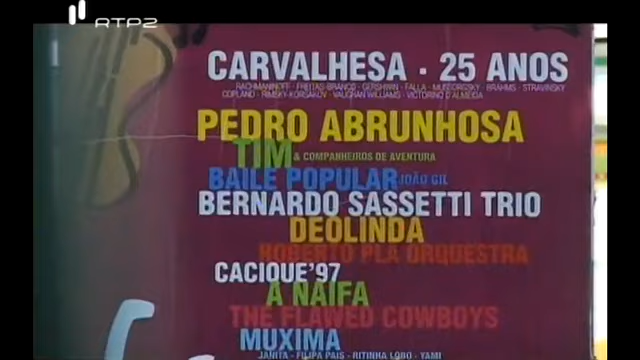 RTP2
CARVALHESA · 25 ANOS
RACHMANINOFF · FREITAS BRANCO · GERSHWIN · FALLA · MUSSORGSKY · BRAHMS · STRAVINSKY
COPLAND · RIMSKY-KORSAKOV · VAUGHAN WILLIAMS · VICTORINO D'ALMEIDA
PEDRO ABRUNHOSA
TIM & COMPANHEIROS DE AVENTURA
BAILE POPULAR JOÃO GIL
BERNARDO SASSETTI TRIO
DEOLINDA
ROBERTO PLA ORQUESTRA
CACIQUE'97
A NAIFA
THE FLAWED COWBOYS
MUXIMA
JANITA · FILIPA PAIS · RITINHA LOBO · YAMI